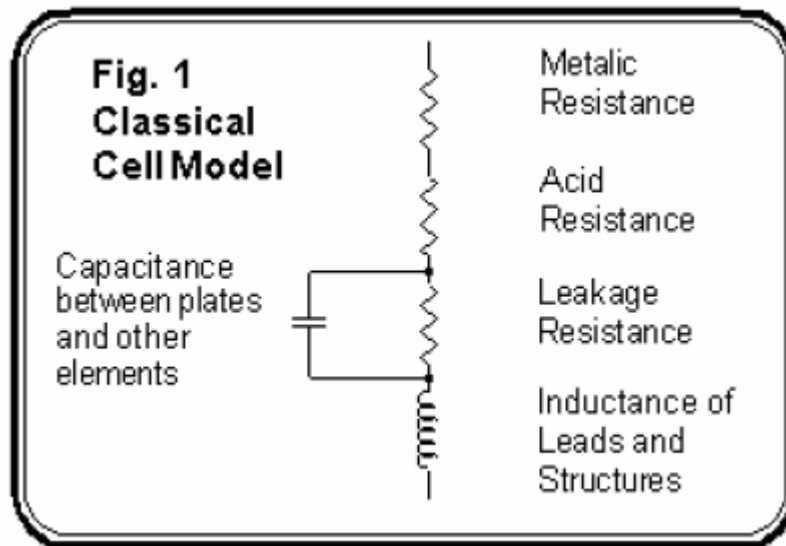 Fig. 1
Classical
Cell Model
Metalic
Resistance
Acid
Resistance
Capacitance
between plates
and other
elements
Leakage
Resistance
Inductance of
Leads and
Structures